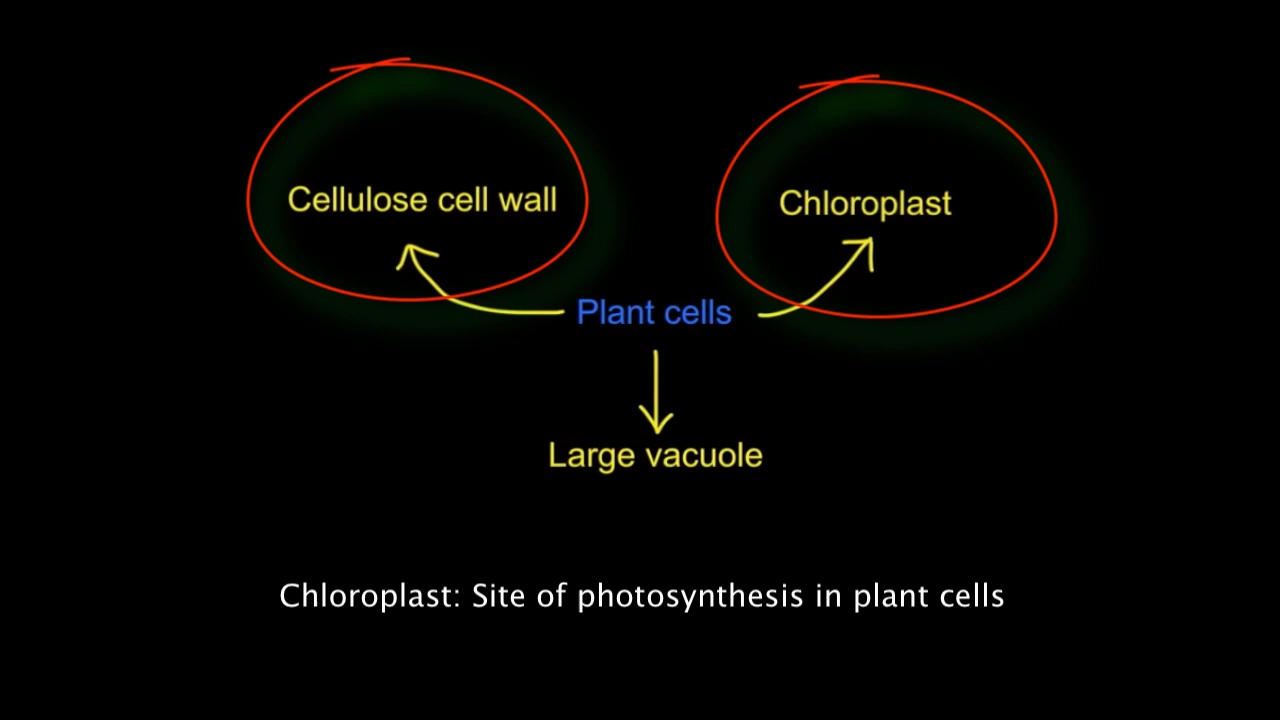 Cellulose cell wall
Chloroplast
Plant cells
Large vacuole
Chloroplast: Site of photosynthesis in plant cells